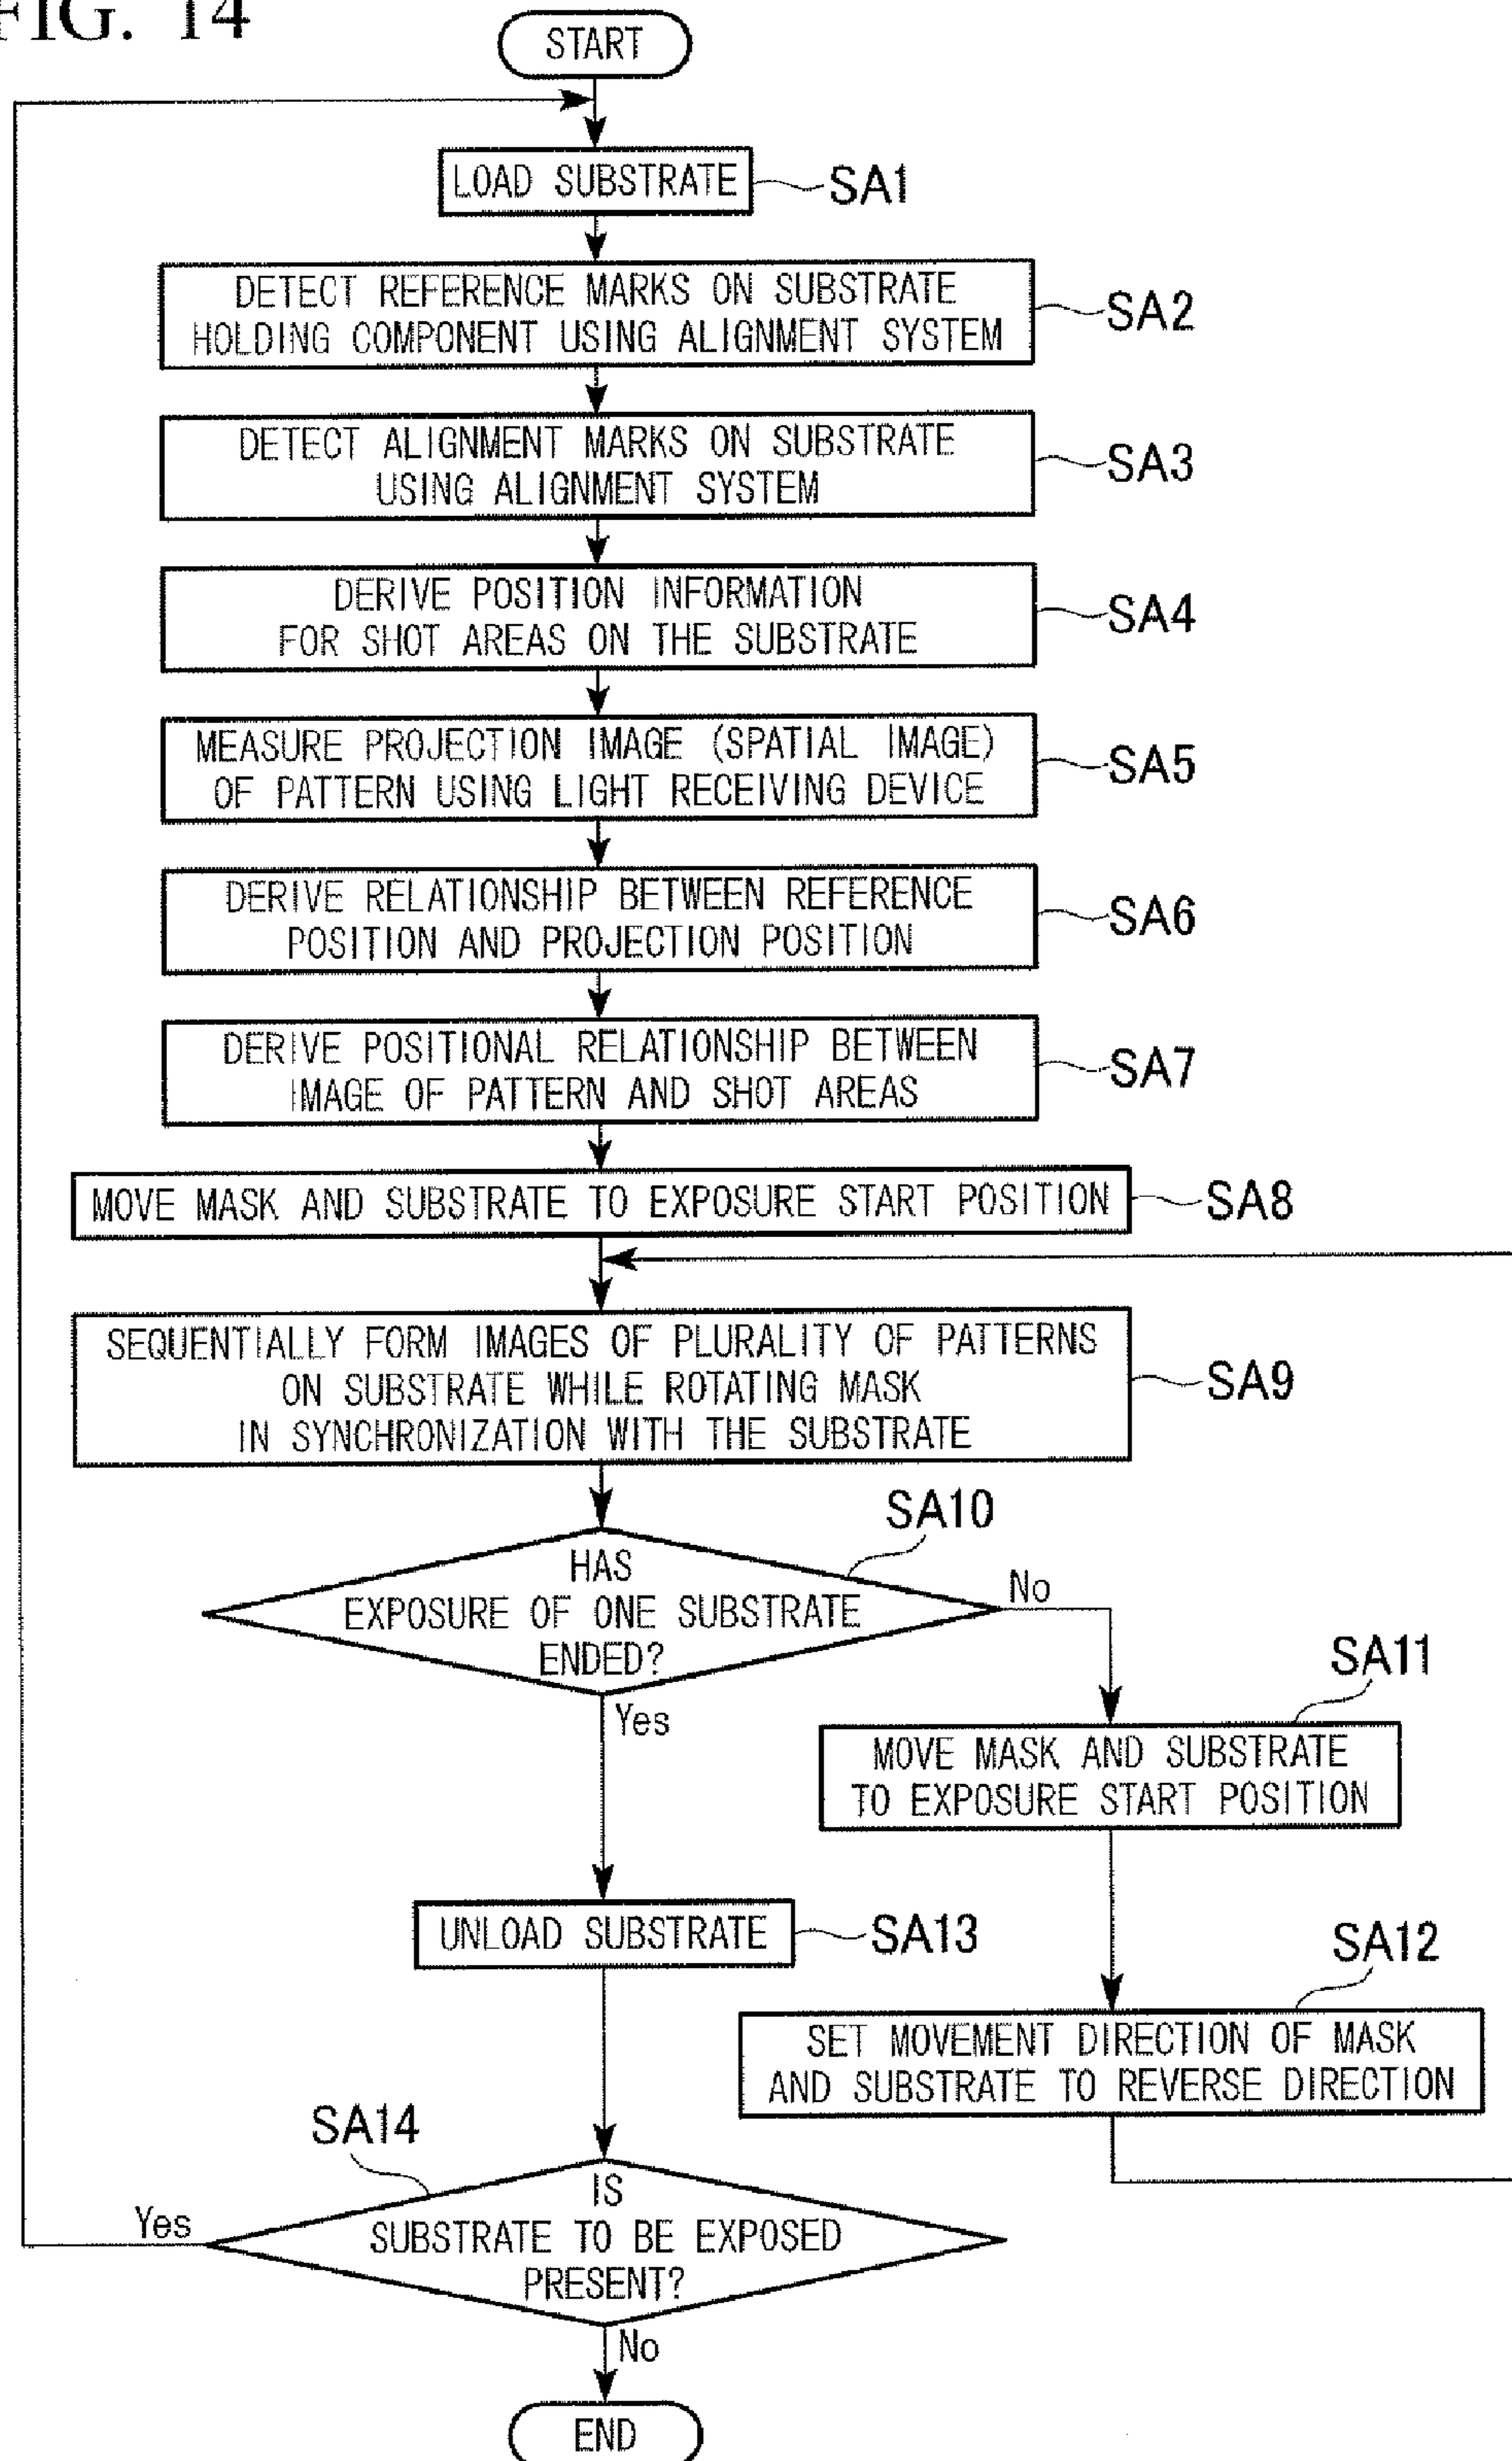 FIG. 14
START
LOAD SUBSTRATE
SA1
DETECT REFERENCE MARKS ON SUBSTRATE
HOLDING COMPONENT USING ALIGNMENT SYSTEM
SA2
DETECT ALIGNMENT MARKS ON SUBSTRATE
USING ALIGNMENT SYSTEM
SA3
DERIVE POSITION INFORMATION
FOR SHOT AREAS ON THE SUBSTRATE
SA4
MEASURE PROJECTION IMAGE (SPATIAL IMAGE)
OF PATTERN USING LIGHT RECEIVING DEVICE
SA5
DERIVE RELATIONSHIP BETWEEN REFERENCE
POSITION AND PROJECTION POSITION
SA6
DERIVE POSITIONAL RELATIONSHIP BETWEEN
IMAGE OF PATTERN AND SHOT AREAS
SA7
MOVE MASK AND SUBSTRATE TO EXPOSURE START POSITION
SA8
SEQUENTIALLY FORM IMAGES OF PLURALITY OF PATTERNS
ON SUBSTRATE WHILE ROTATING MASK
IN SYNCHRONIZATION WITH THE SUBSTRATE
SA9
SA10
HAS
EXPOSURE OF ONE SUBSTRATE
ENDED?
No
Yes
SA11
MOVE MASK AND SUBSTRATE
TO EXPOSURE START POSITION
UNLOAD SUBSTRATE
SA13
SA12
SET MOVEMENT DIRECTION OF MASK
AND SUBSTRATE TO REVERSE DIRECTION
SA14
IS
SUBSTRATE TO BE EXPOSED
PRESENT?
Yes
No
END